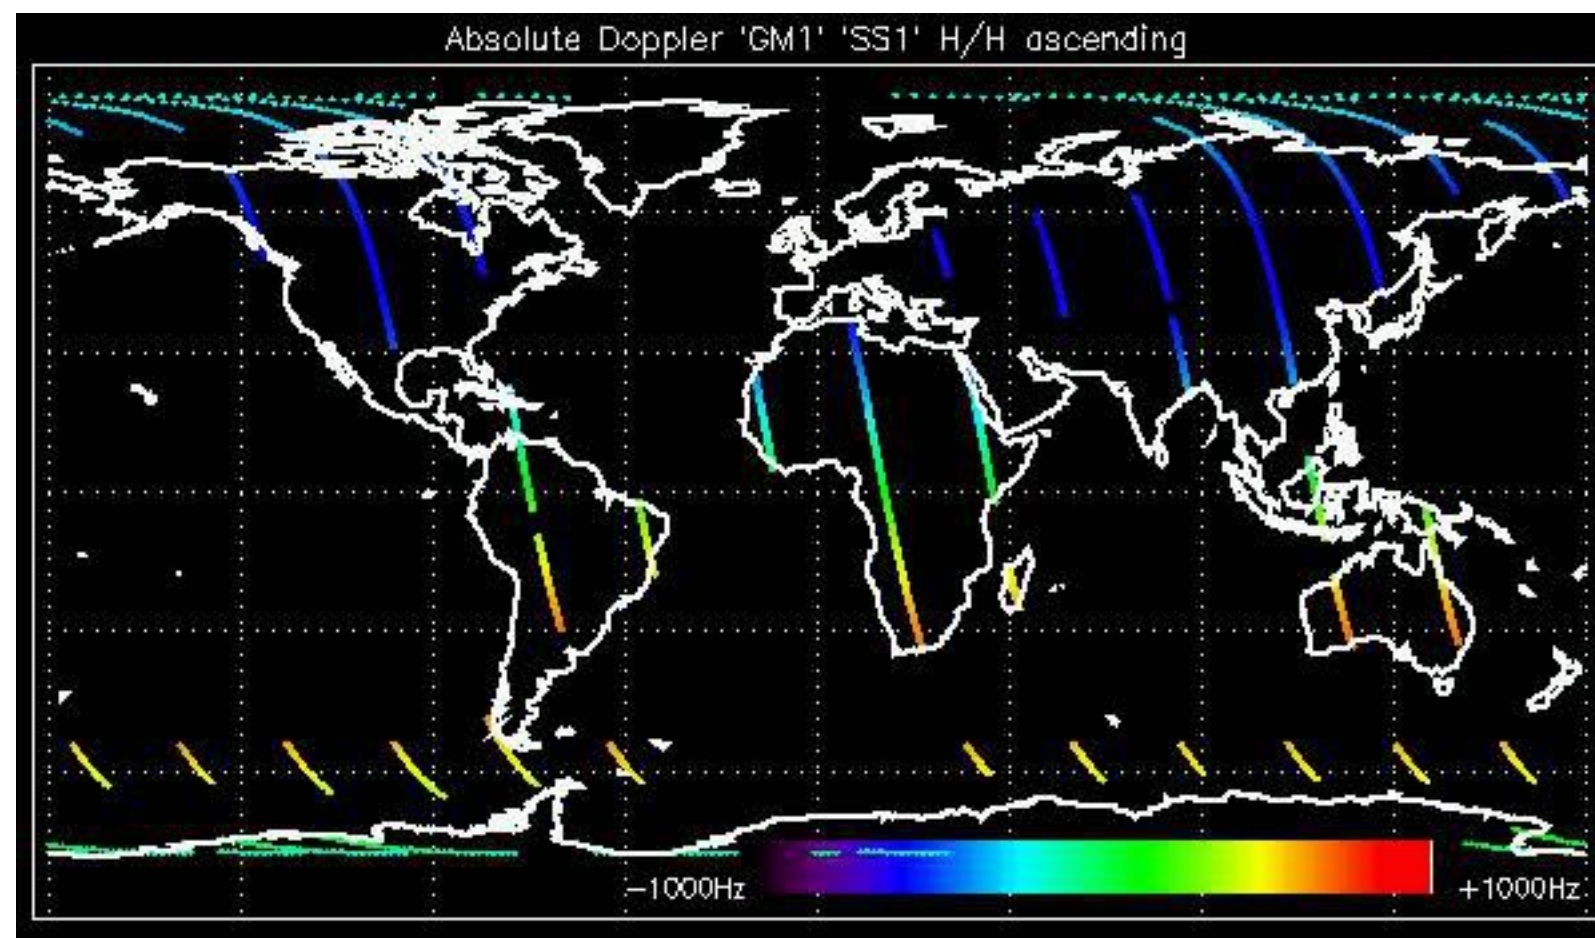 Absolute Doppler 'GM1' 'SS1' H/H ascending
-1000Hz
+1000Hz